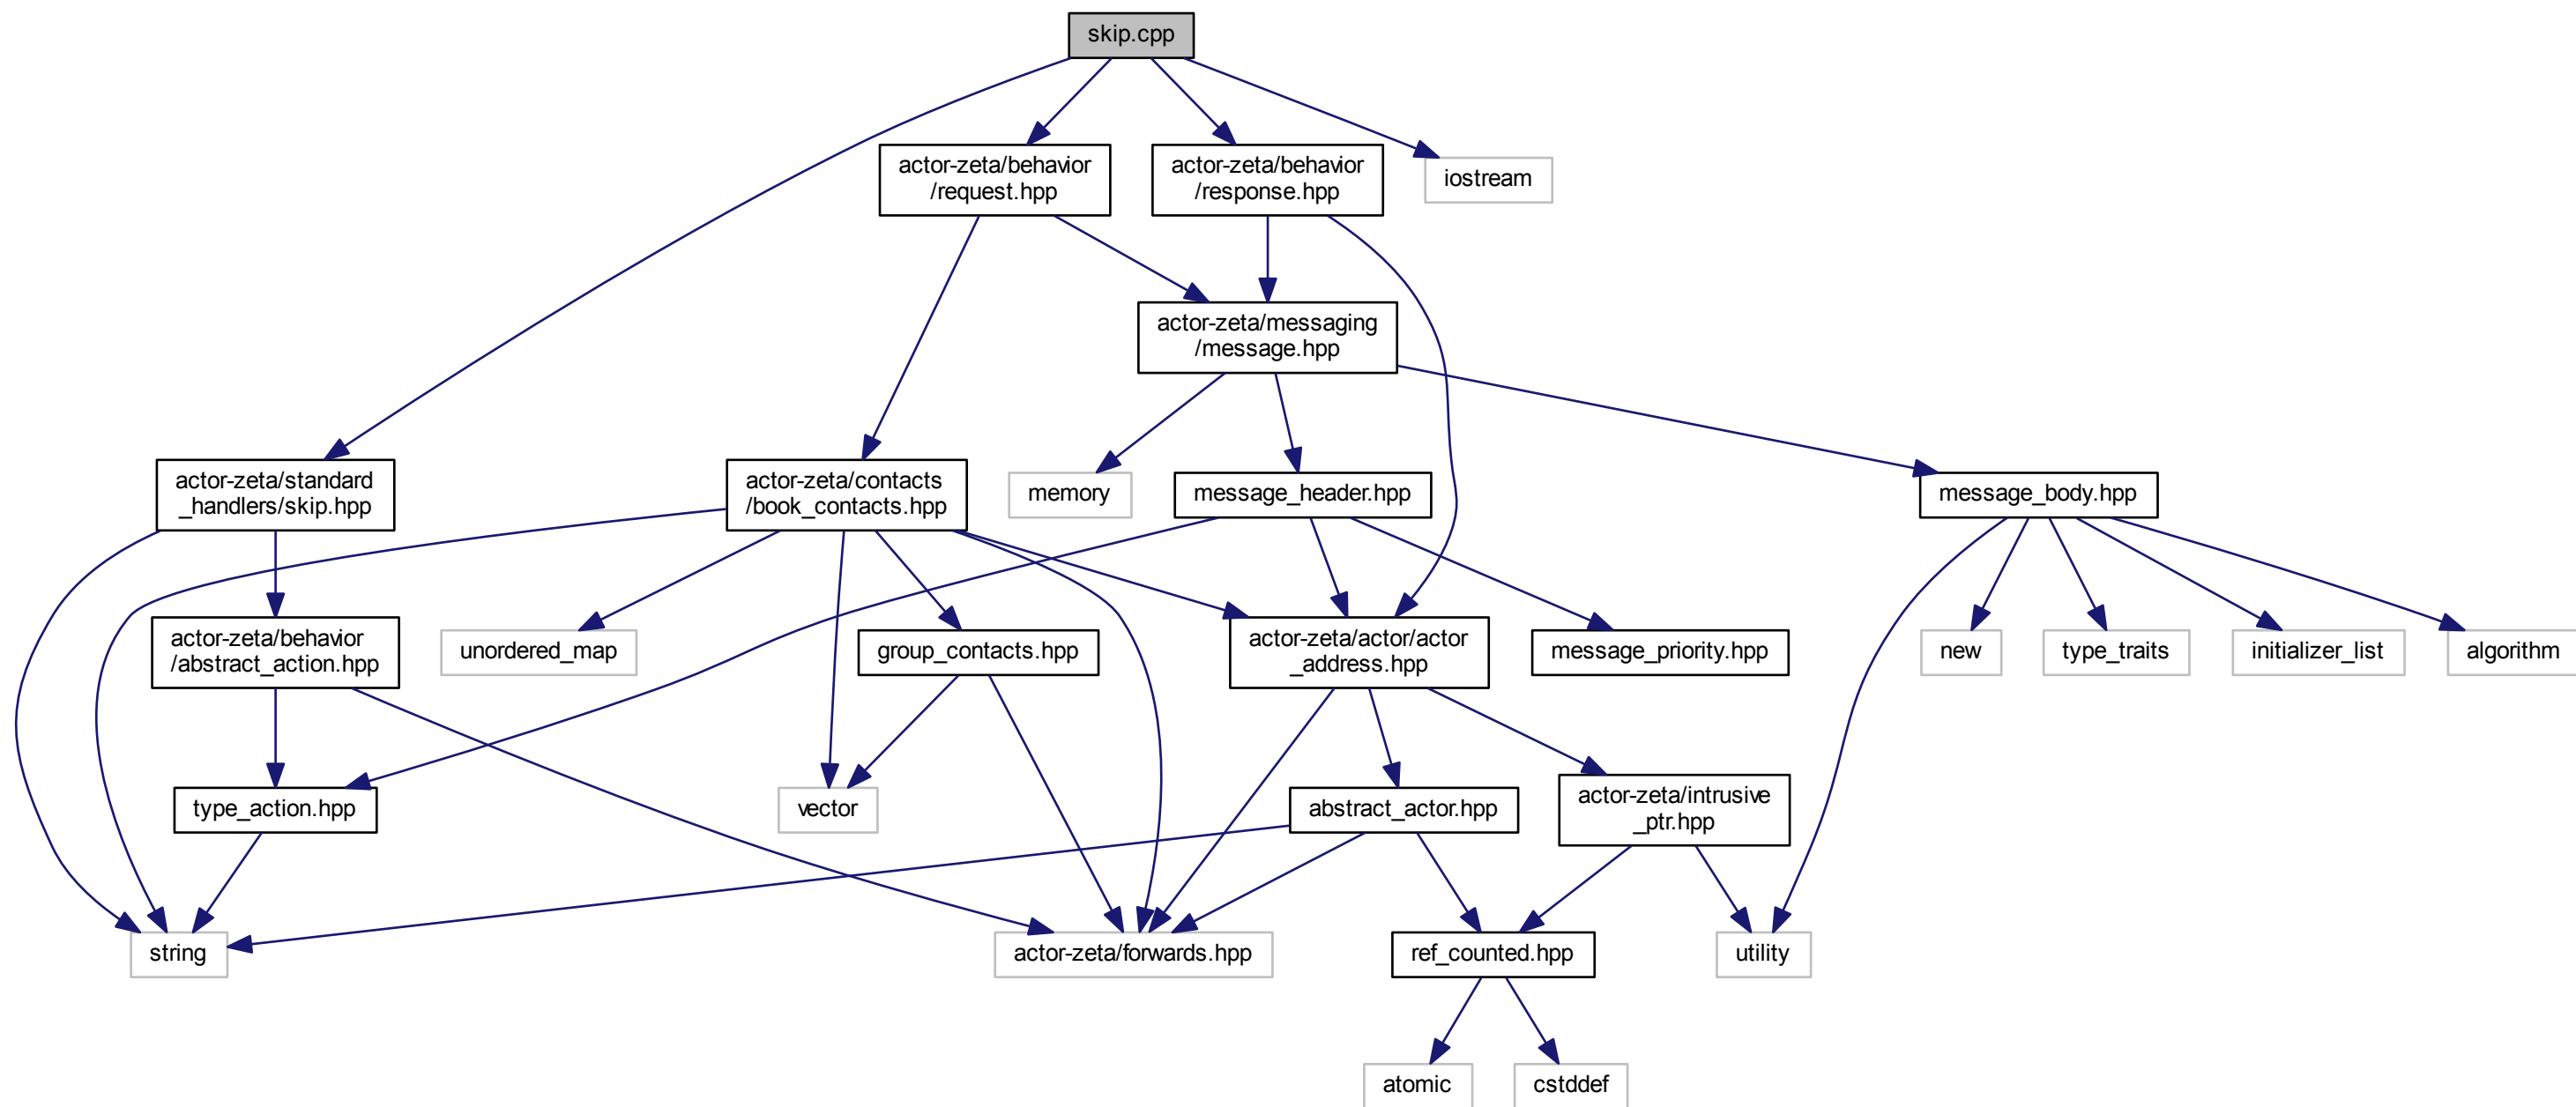 skip.cpp
actor-zeta/behavior
/request.hpp
actor-zeta/behavior
/response.hpp
iostream
actor-zeta/messaging
/message.hpp
actor-zeta/standard
_handlers/skip.hpp
actor-zeta/contacts
/book_contacts.hpp
memory
message_header.hpp
message_body.hpp
actor-zeta/behavior
/abstract_action.hpp
unordered_map
group_contacts.hpp
actor-zeta/actor/actor
_address.hpp
message_priority.hpp
new
type_traits
initializer_list
algorithm
type_action.hpp
vector
abstract_actor.hpp
actor-zeta/intrusive
_ptr.hpp
string
actor-zeta/forwards.hpp
ref_counted.hpp
utility
atomic
cstddef